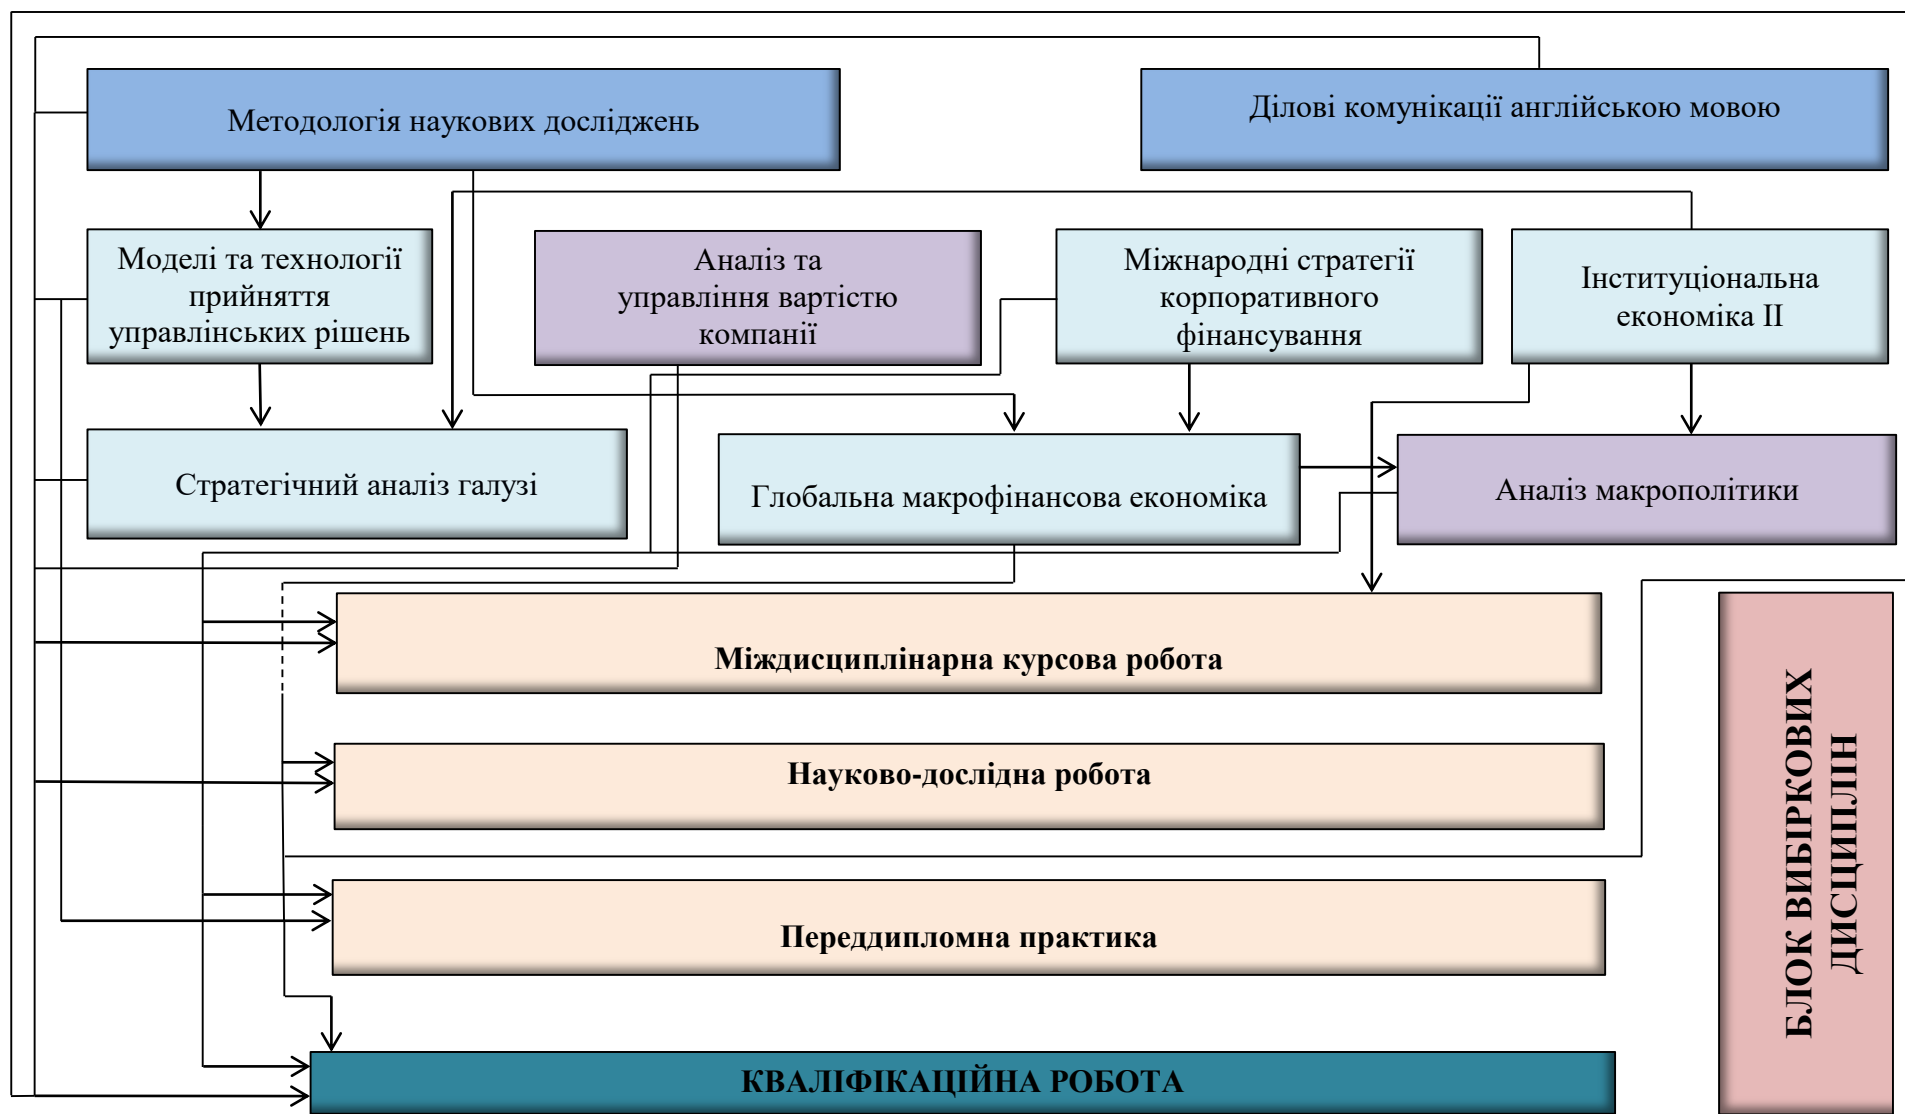 Методологія наукових досліджень
Ділові комунікації англійською мовою
Моделі та технології
прийняття
управлінських рішень
Аналіз та
управління вартістю
компанії
Міжнародні стратегії
корпоративного
фінансування
Інституціональна
економіка ІІ
Стратегічний аналіз галузі
Глобальна макрофінансова економіка
Аналіз макрополітики
Міждисциплінарна курсова робота
Науково-дослідна робота
Переддипломна практика
КВАЛІФІКАЦІЙНА РОБОТА
БЛОК ВИБІРКОВИХ
ДИСЦИПЛІН